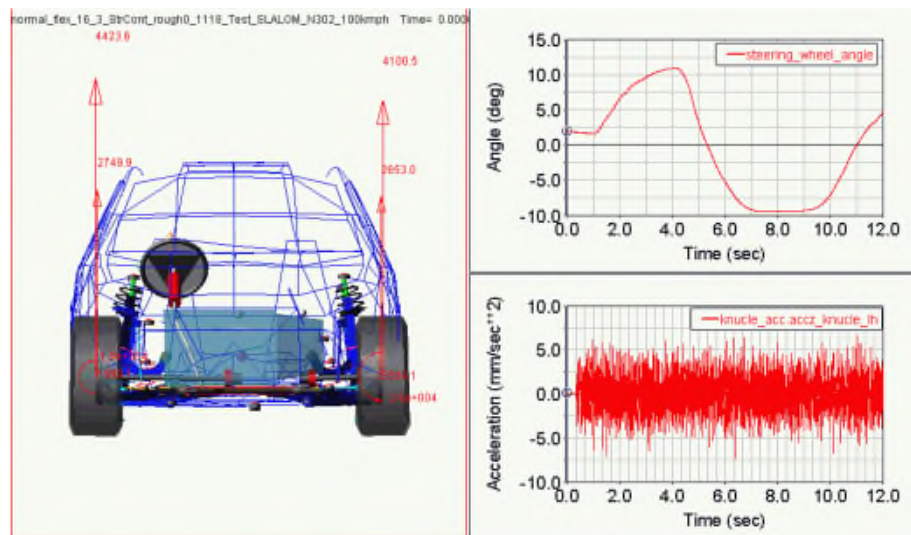 normal_flex_16_3_StrCont_rough0_1118_Test_SLALOM_N302_100kmph Time= 0.000
4423.6
4100.5
2749.9
2653.0
+004
15.0
10.0
5.0
0.0
-5.0
-10.0
steering_wheel_angle
Angle (deg)
0.0 2.0 4.0 6.0 8.0 10.0 12.0
Time (sec)
10.0
5.0
0.0
-5.0
-10.0
knucle_acc.accz_knucle_lh
Acceleration (mm/sec**2)
0.0 2.0 4.0 6.0 8.0 10.0 12.0
Time (sec)